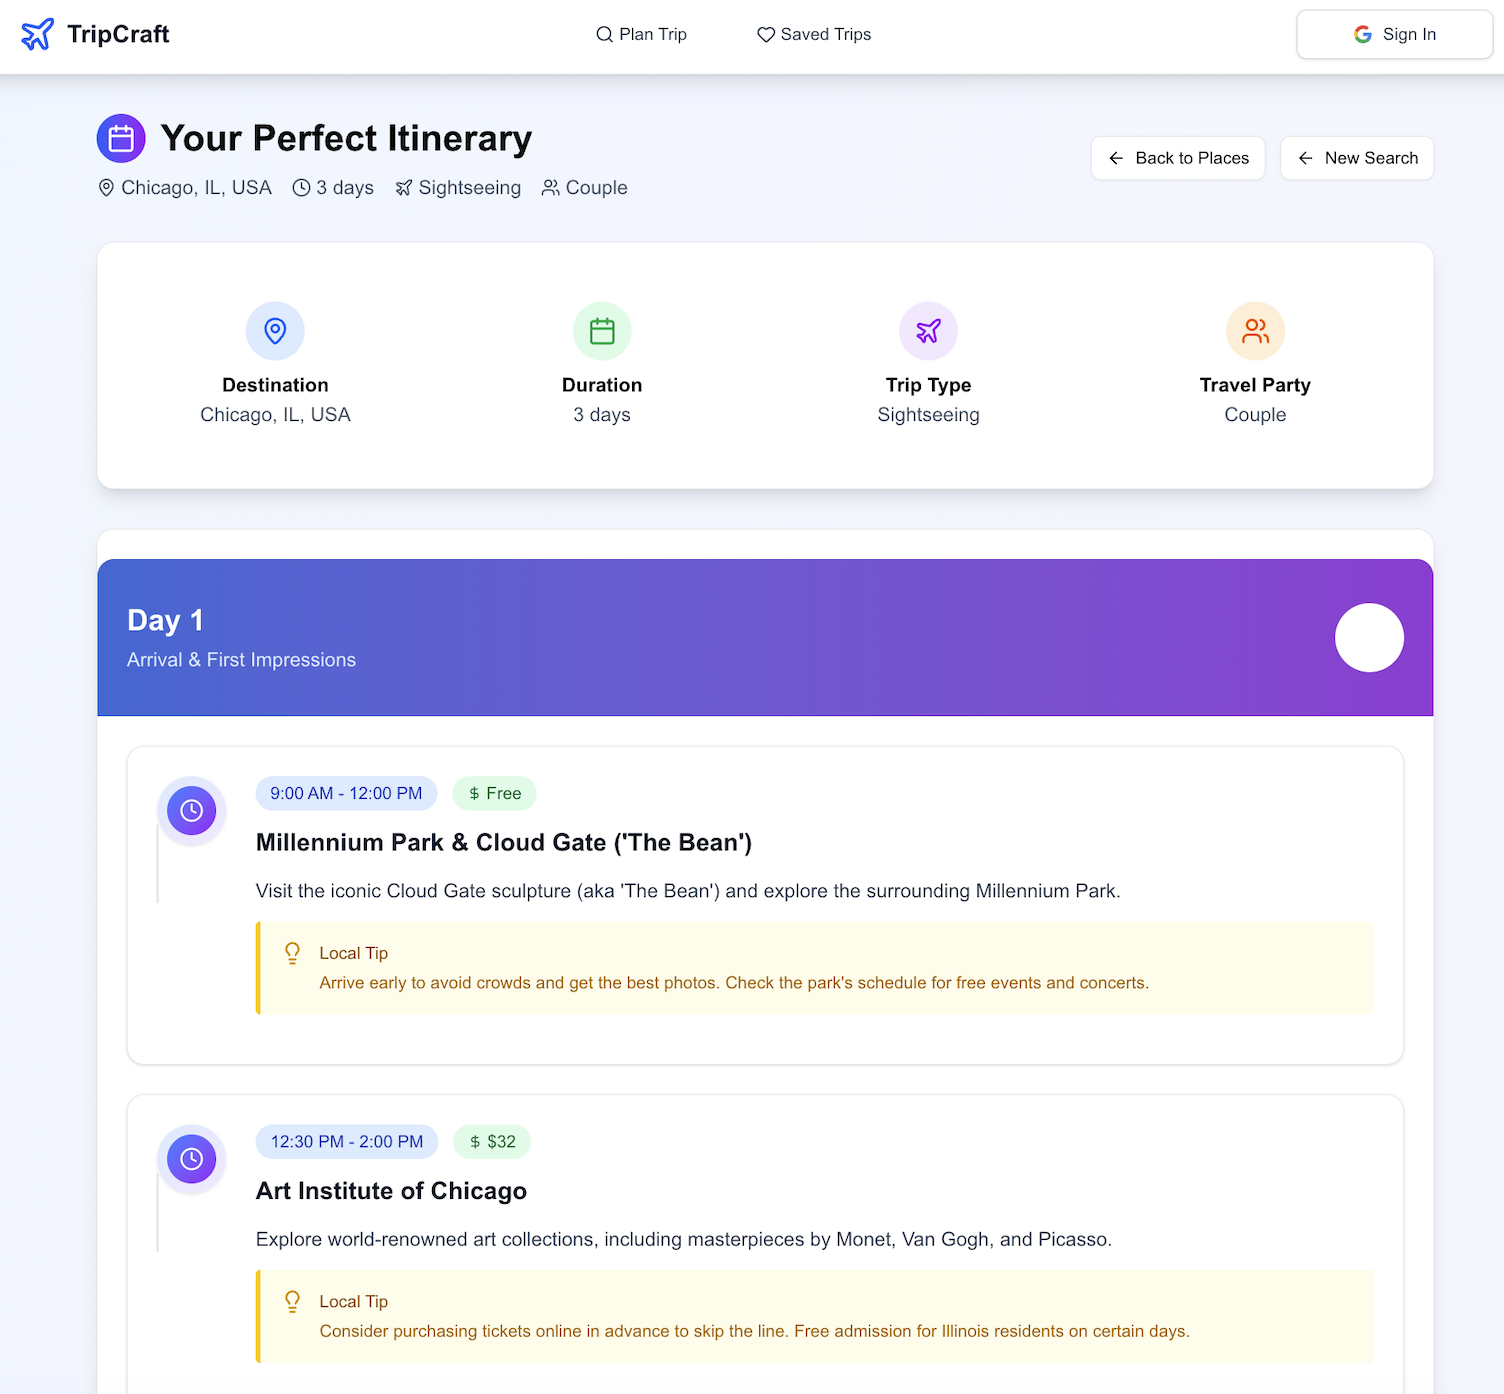 TripCraft
Plan Trip
Saved Trips
Sign In
Your Perfect Itinerary
Chicago, IL, USA 3 days Sightseeing Couple
Back to Places
New Search
Destination
Chicago, IL, USA
Duration
3 days
Trip Type
Sightseeing
Travel Party
Couple
Day 1
Arrival & First Impressions
9:00 AM - 12:00 PM
$ Free
Millennium Park & Cloud Gate ('The Bean')
Visit the iconic Cloud Gate sculpture (aka 'The Bean') and explore the surrounding Millennium Park.
Local Tip
Arrive early to avoid crowds and get the best photos. Check the park's schedule for free events and concerts.
12:30 PM - 2:00 PM
$ $32
Art Institute of Chicago
Explore world-renowned art collections, including masterpieces by Monet, Van Gogh, and Picasso.
Local Tip
Consider purchasing tickets online in advance to skip the line. Free admission for Illinois residents on certain days.